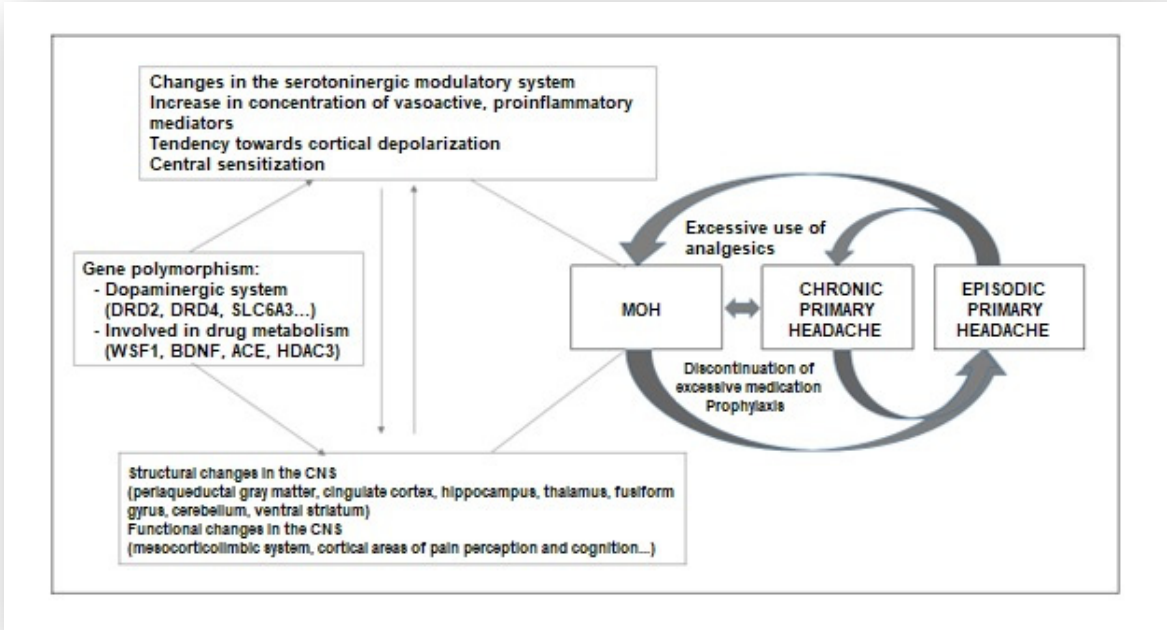 Changes in the serotoninergic modulatory system
Increase in concentration of vasoactive, proinflammatory
mediators
Tendency towards cortical depolarization
Central sensitization
Gene polymorphism:
- Dopaminergic system
(DRD2, DRD4, SLC6A3...)
- Involved in drug metabolism
(WSF1, BDNF, ACE, HDAC3)
Excessive use of
analgesics
MOH
CHRONIC
PRIMARY
HEADACHE
EPISODIC
PRIMARY
HEADACHE
Discontinuation of
excessive medication
Prophylaxis
Structural changes in the CNS
(periaqueductal gray matter, cingulate cortex, hippocampus, thalamus, fusiform
gyrus, cerebellum, ventral striatum)
Functional changes in the CNS
(mesocorticolimbic system, cortical areas of pain perception and cognition...)